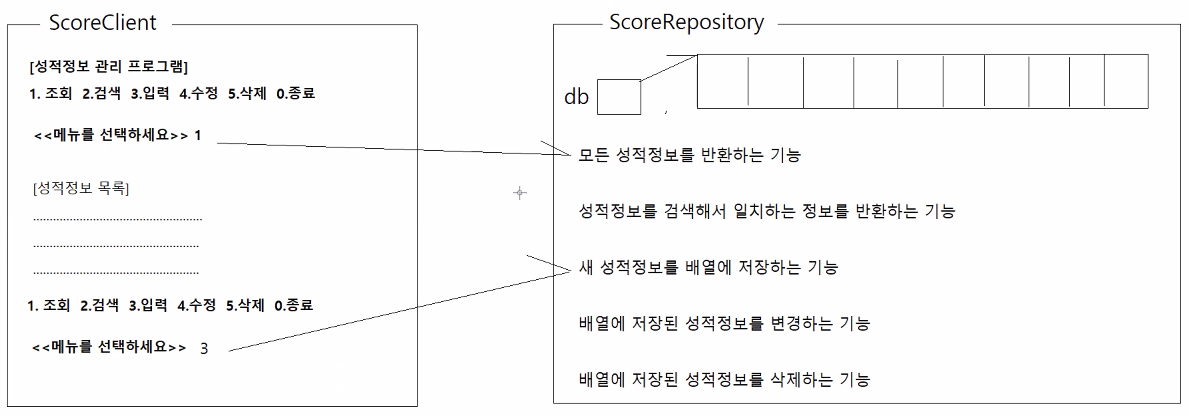 ScoreClient
[성적정보 관리 프로그램]
1. 조회 2.검색 3.입력 4.수정 5.삭제 0.종료
<<메뉴를 선택하세요>> 1
[성적정보 목록]
.....................................................
....................................................
....................................................
1. 조회 2.검색 3.입력 4.수정 5.삭제 0.종료
<<메뉴를 선택하세요>> 3
ScoreRepository
db
모든 성적정보를 반환하는 기능
성적정보를 검색해서 일치하는 정보를 반환하는 기능
새 성적정보를 배열에 저장하는 기능
배열에 저장된 성적정보를 변경하는 기능
배열에 저장된 성적정보를 삭제하는 기능